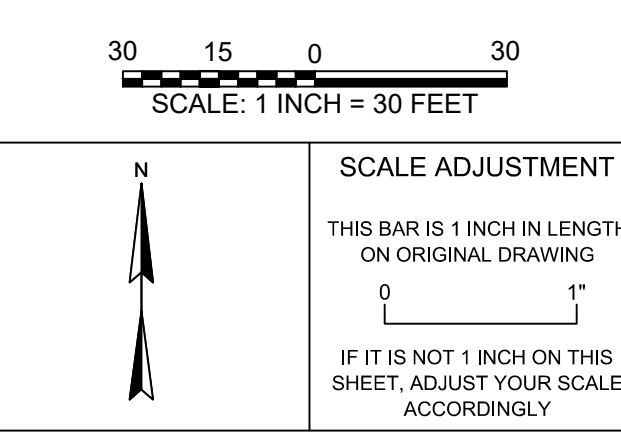 30 15 0 30
SCALE: 1 INCH = 30 FEET
N
SCALE ADJUSTMENT
THIS BAR IS 1 INCH IN LENGTH
ON ORIGINAL DRAWING
0 1"
IF IT IS NOT 1 INCH ON THIS
SHEET, ADJUST YOUR SCALE
ACCORDINGLY